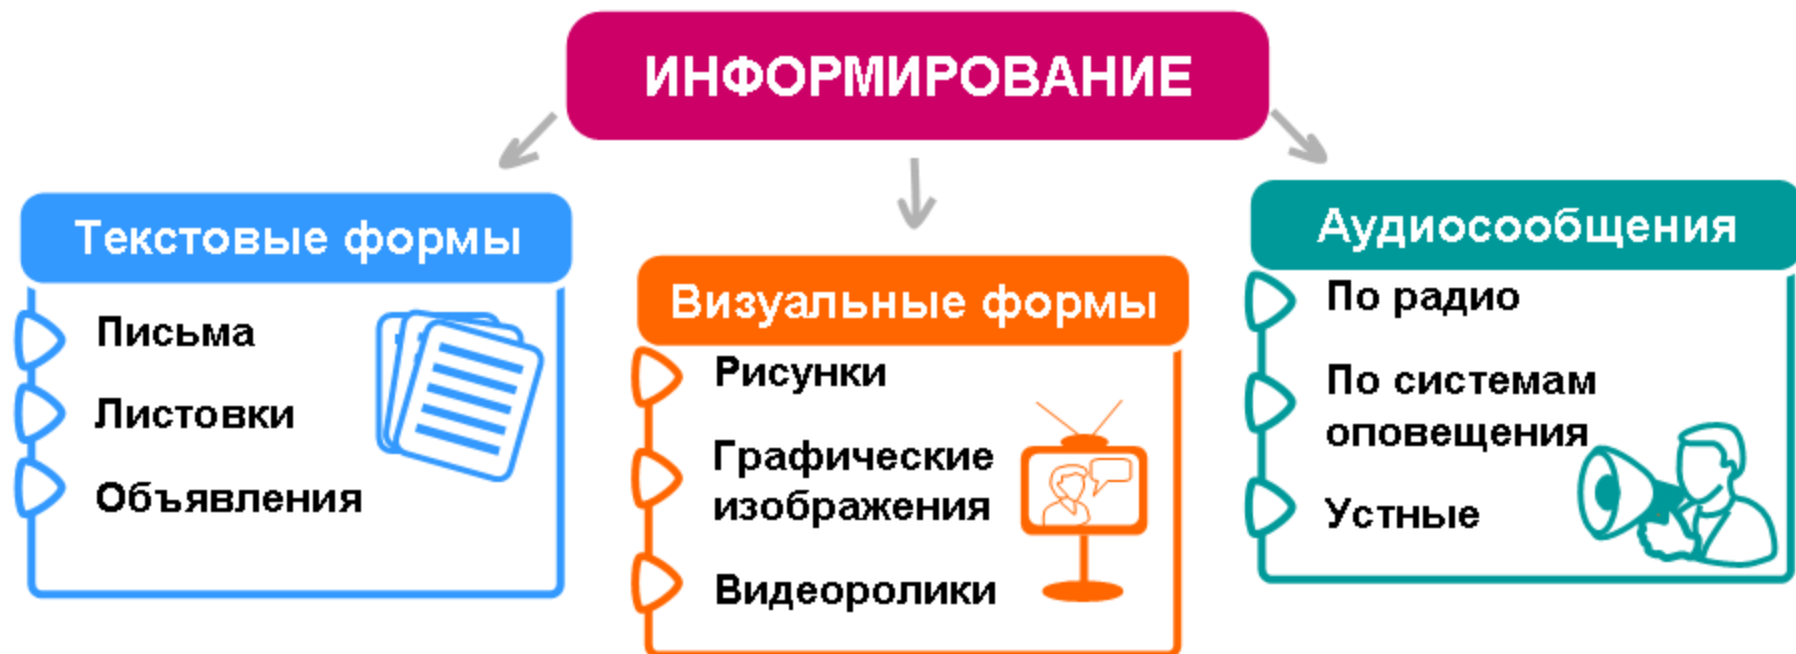 ИНФОРМИРОВАНИЕ
Текстовые формы
Письма
Листовки
Объявления
Визуальные формы
Рисунки
Графические
изображения
Видеоролики
Аудиосообщения
По радио
По системам
оповещения
Устные